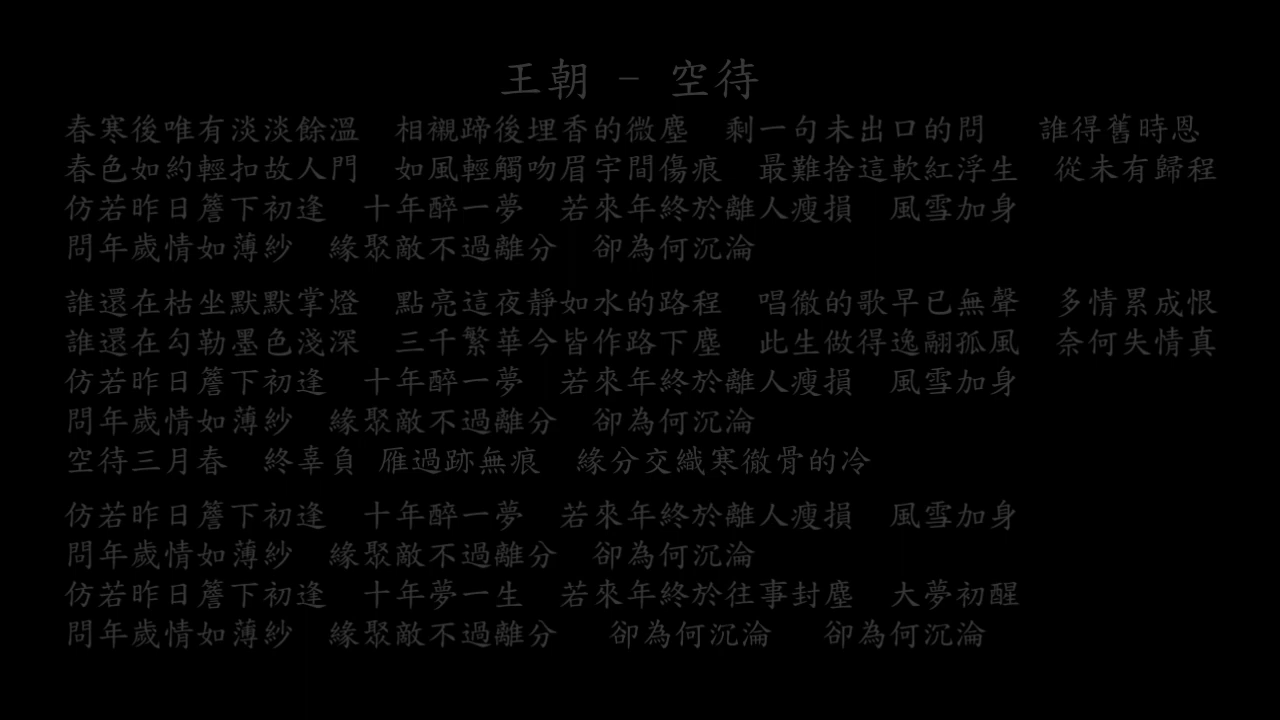 王朝 - 空待
春寒後唯有淡淡餘溫 相襯蹄後埋香的微塵 剩一句未出口的問 誰得舊時恩
春色如約輕扣故人門 如風輕觸吻眉宇間傷痕 最難捨這軟紅浮生 從未有歸程
仿若昨日簷下初逢 十年醉一夢 若來年終於離人瘦損 風雪加身
問年歲情如薄紗 緣聚敵不過離分 卻為何沉淪
誰還在枯坐默默掌燈 點亮這夜靜如水的路程 唱徹的歌早已無聲 多情累成恨
誰還在勾勒墨色淺深 三千繁華今皆作路下塵 此生做得逸翮孤風 奈何失情真
仿若昨日簷下初逢 十年醉一夢 若來年終於離人瘦損 風雪加身
問年歲情如薄紗 緣聚敵不過離分 卻為何沉淪
空待三月春 終辜負 雁過跡無痕 緣分交織寒徹骨的冷
仿若昨日簷下初逢 十年醉一夢 若來年終於離人瘦損 風雪加身
問年歲情如薄紗 緣聚敵不過離分 卻為何沉淪
仿若昨日簷下初逢 十年夢一生 若來年終於往事封塵 大夢初醒
問年歲情如薄紗 緣聚敵不過離分 卻為何沉淪 卻為何沉淪